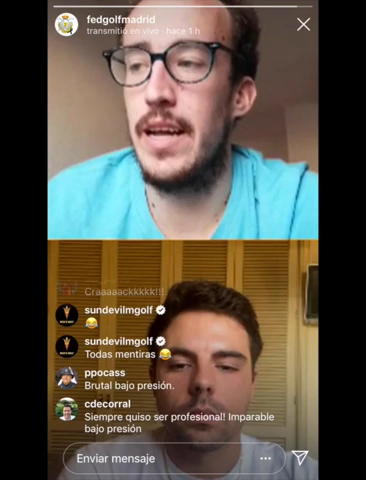 fedgolfmadrid
transmitió en vivo · hace 1 h
Craaaaackkkkk!!!
sundevilmgolf
😂
sundevilmgolf
Todas mentiras 😂
ppocass
Brutal bajo presión.
cdecorral
Siempre quiso ser profesional! Imparable
bajo presión
Enviar mensaje